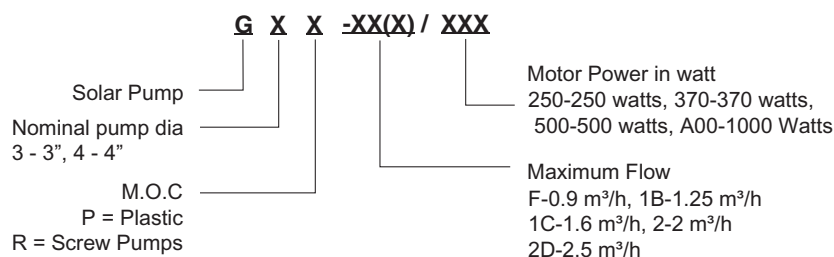 G X X -XX(X) / XXX
Solar Pump
Nominal pump dia
3 - 3”, 4 - 4”
M.O.C
P = Plastic
R = Screw Pumps
Motor Power in watt
250-250 watts, 370-370 watts,
500-500 watts, A00-1000 Watts
Maximum Flow
F-0.9 m³/h, 1B-1.25 m³/h
1C-1.6 m³/h, 2-2 m³/h
2D-2.5 m³/h